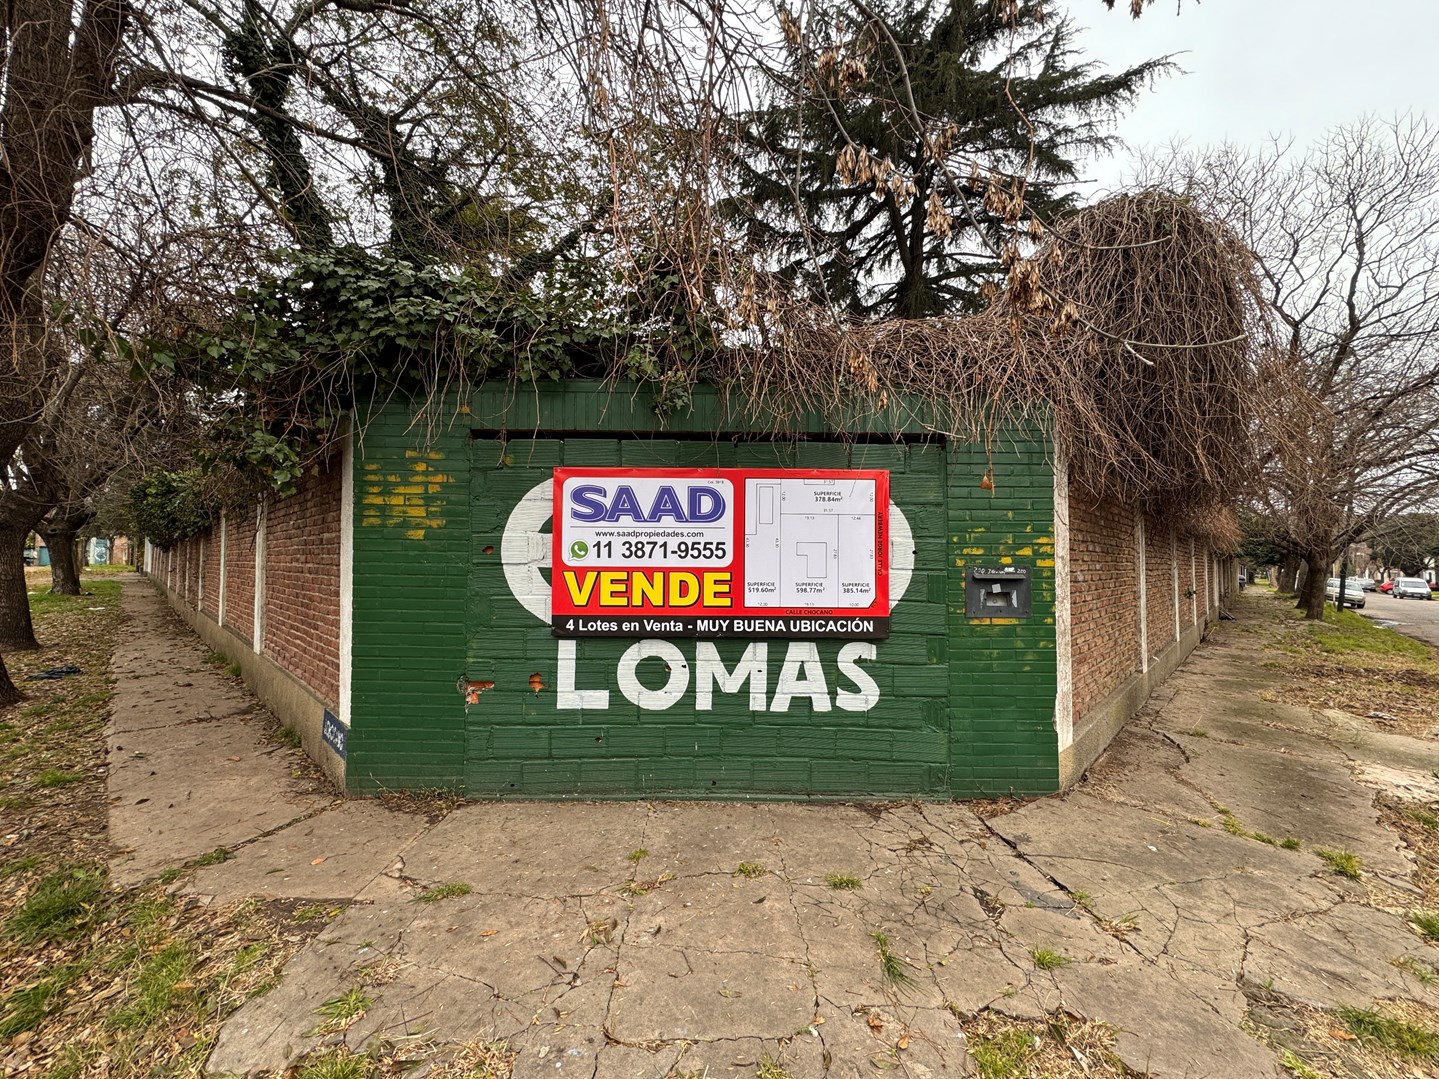 SAAD
www.saadpropiedades.com
11 3871-9555
VENDE
SUPERFICIE
378.84m²
SUPERFICIE
519.60m²
SUPERFICIE
598.77m²
SUPERFICIE
385.14m²
CALLE CHOCANO
4 Lotes en Venta - MUY BUENA UBICACIÓN
LOMAS